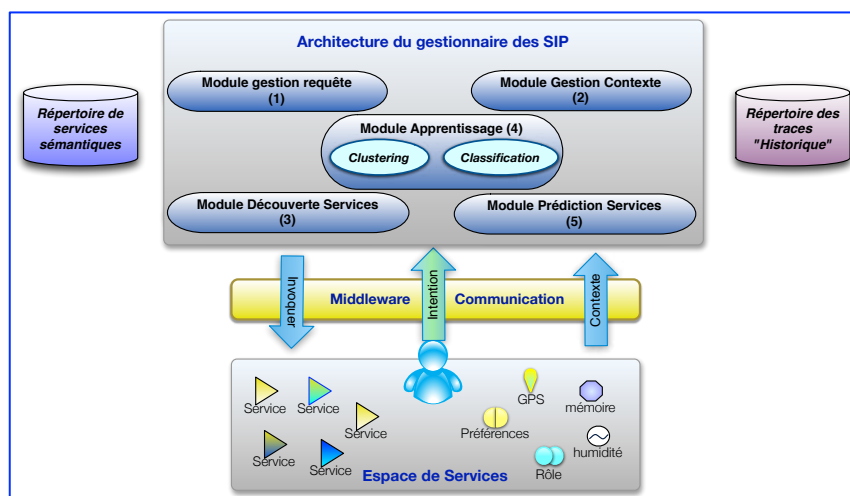 Architecture du gestionnaire des SIP
Module gestion requête
(1)
Module Gestion Contexte
(2)
Répertoire de
services
sémantiques
Répertoire des
traces
"Historique"
Module Apprentissage (4)
Clustering
Classification
Module Découverte Services
(3)
Module Prédiction Services
(5)
Invoquer
Intention
Contexte
Middleware
Communication
Service
Service
Service
Service
Service
GPS
mémoire
Préférences
humidité
Rôle
Espace de Services